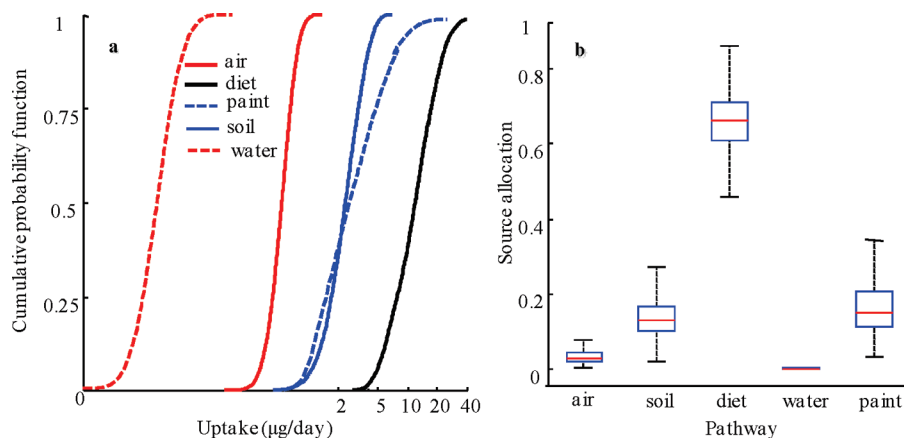 a
1
0.75
0.5
0.25
0
Cumulative probability function
air
diet
paint
soil
water
0 2 5 10 20 40
Uptake (μg/day)
b
1
0.8
0.6
0.4
0.2
0
Source allocation
air soil diet water paint
Pathway